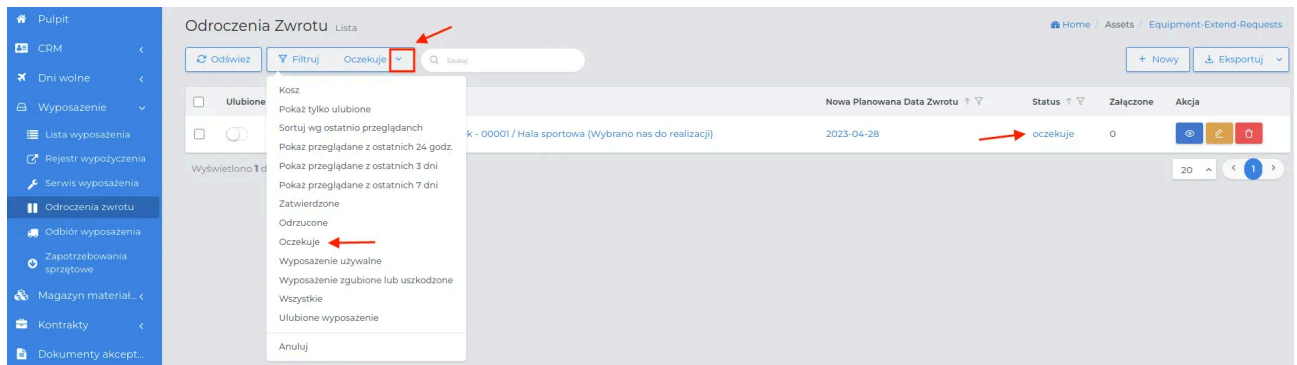 Pulpit
CRM
Dni wolne
Wyposażenie
Lista wyposażenia
Rejestr wypożyczenia
Serwis wyposażenia
Odroczenia zwrotu
Odbiór wyposażenia
Zapotrzebowania
sprzętowe
Magazyn materiał...
Kontrakty
Dokumenty akcept...
Odroczenia Zwrotu Lista
Home / Assets / Equipment-Extend-Requests
Odśwież Filtruj Oczekuje Szukaj
+ Nowy Eksportuj
Ulubione Nowa Planowana Data Zwrotu Status Załączone Akcja
k - 00001 / Hala sportowa (Wybrano nas do realizacji) 2023-04-28 oczekuje 0
Wyświetlono 1 d
20 1
Kosz
Pokaż tylko ulubione
Sortuj wg ostatnio przeglądanch
Pokaż przeglądane z ostatnich 24 godz.
Pokaż przeglądane z ostatnich 3 dni
Pokaż przeglądane z ostatnich 7 dni
Zatwierdzone
Odrzucone
Oczekuje
Wyposażenie używalne
Wyposażenie zgubione lub uszkodzone
Wszystkie
Ulubione wyposażenie
Anuluj